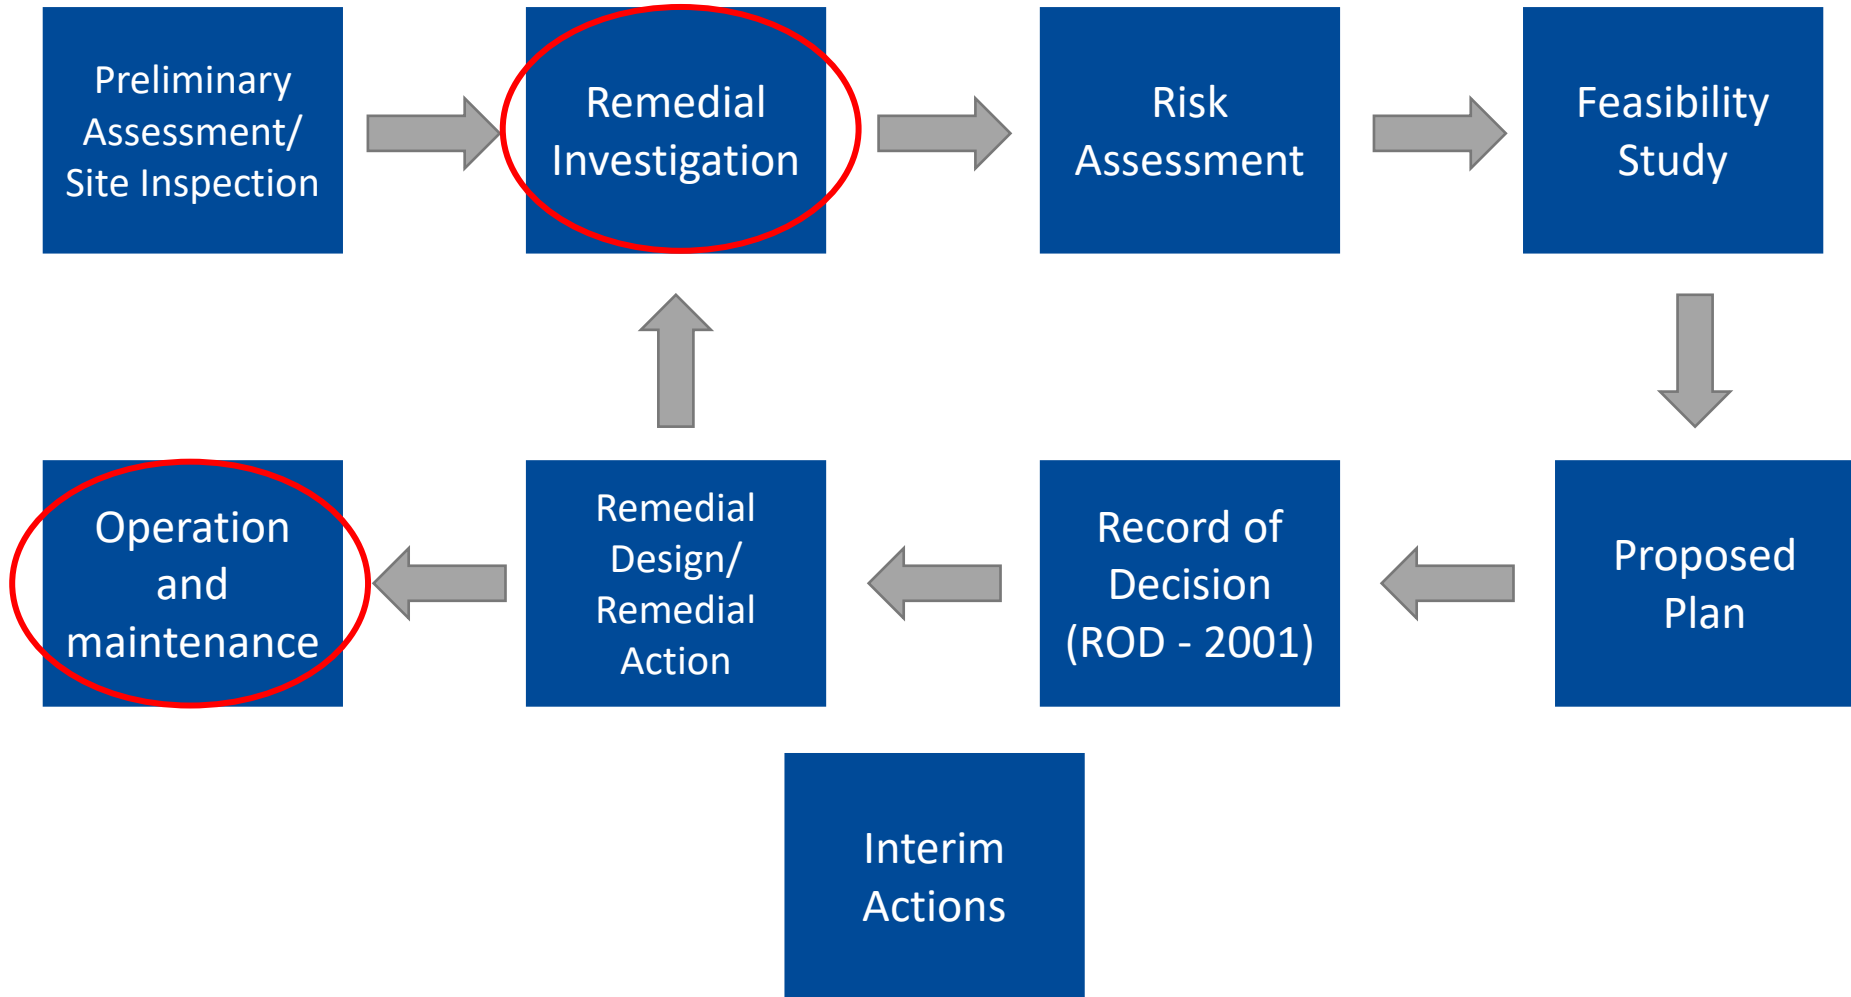 Preliminary
Assessment/
Site Inspection
Remedial
Investigation
Risk
Assessment
Feasibility
Study
Operation
and
maintenance
Remedial
Design/
Remedial
Action
Record of
Decision
(ROD - 2001)
Proposed
Plan
Interim
Actions